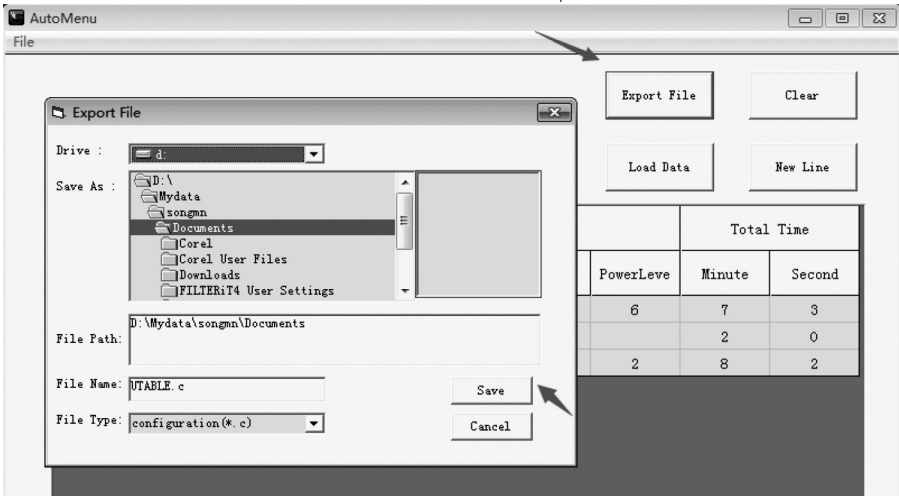 AutoMenu
File
Export File
Clear
Export File
Drive :
d:
Load Data
New Line
Save As :
D:\
Mydata
songmn
Documents
Corel
Corel User Files
Downloads
FILTERiT4 User Settings
Total Time
PowerLeve
Minute
Second
6
7
3
2
0
2
8
2
File Path:
D:\Mydata\songmn\Documents
File Name:
UTABLE.c
Save
File Type:
configuration(*.c)
Cancel